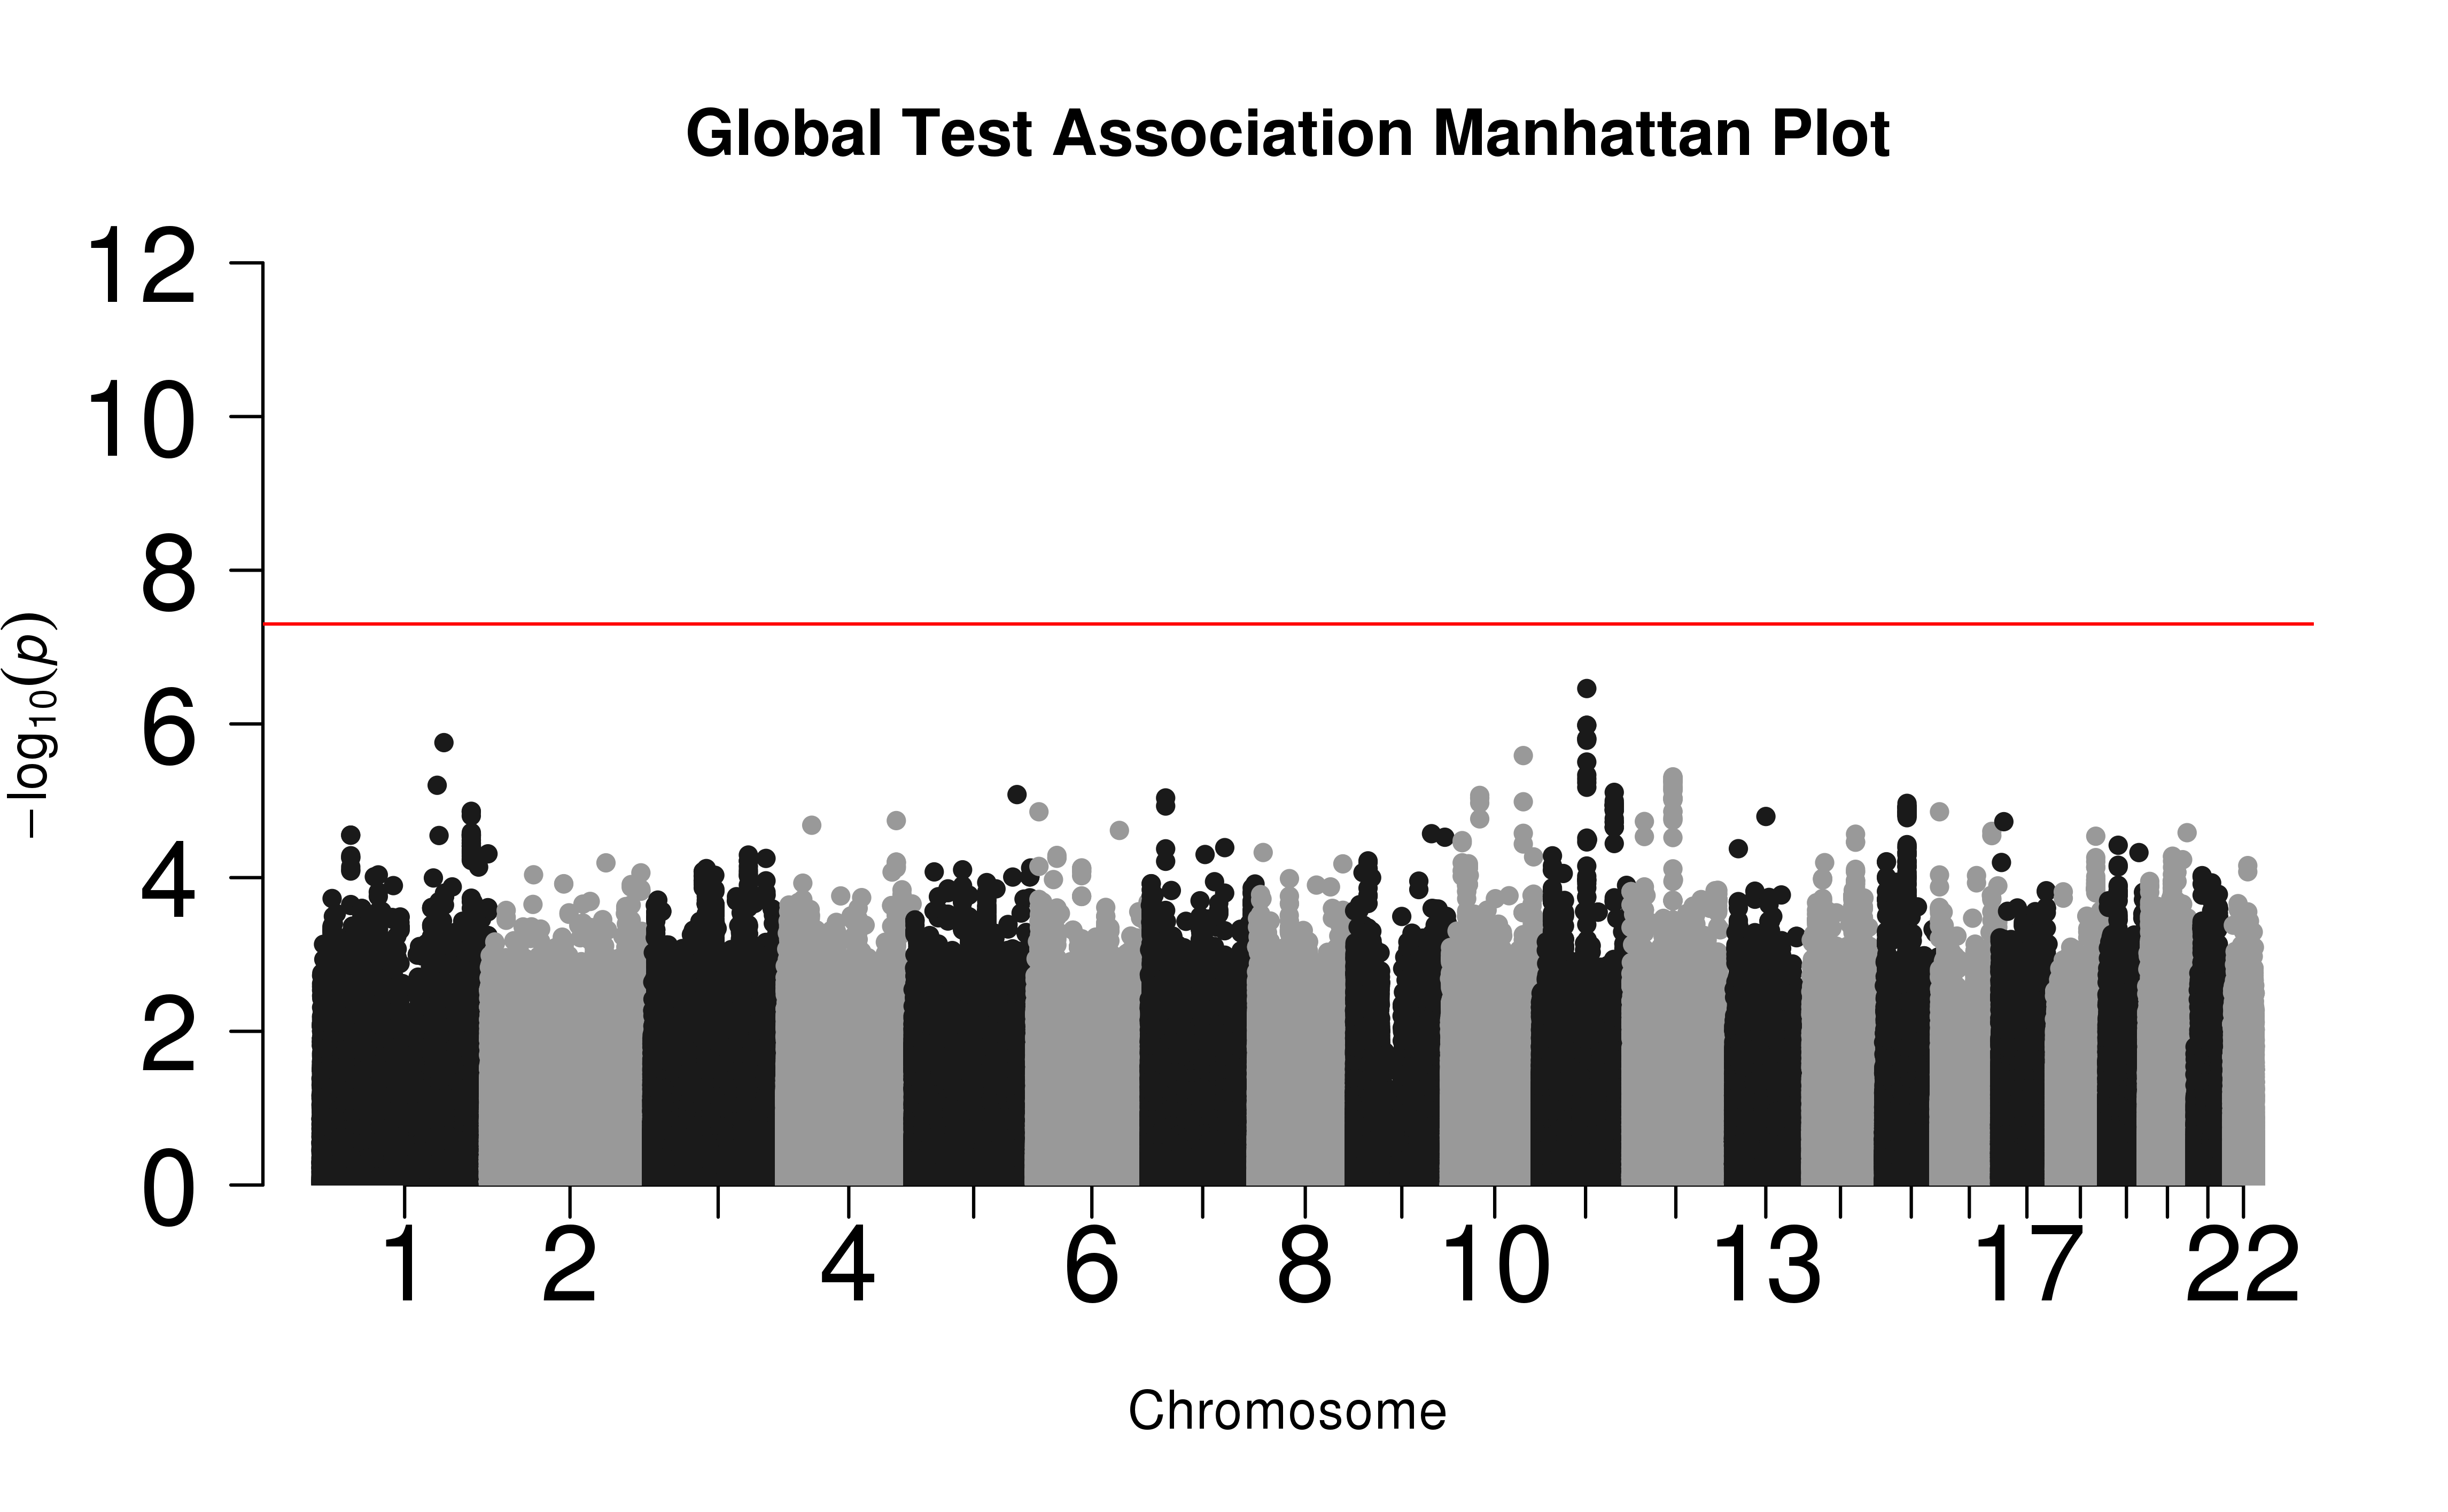 Global Test Association Manhattan Plot
12
10
8
6
4
2
0
−log10(p)
1 2 4 6 8 10 13 17 22
Chromosome